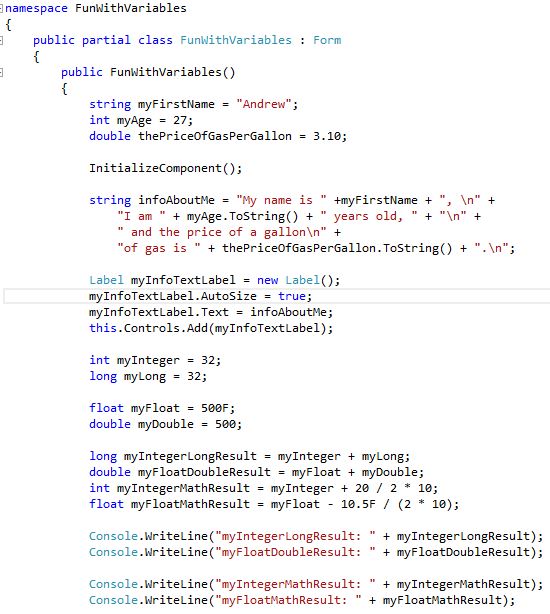 namespace FunWithVariables
{
public partial class FunWithVariables : Form
{
public FunWithVariables()
{
string myFirstName = "Andrew";
int myAge = 27;
double thePriceOfGasPerGallon = 3.10;
InitializeComponent();
string infoAboutMe = "My name is " +myFirstName + ", \n" +
"I am " + myAge.ToString() + " years old, " + "\n" +
" and the price of a gallon\n" +
"of gas is " + thePriceOfGasPerGallon.ToString() + ".\n";
Label myInfoTextLabel = new Label();
myInfoTextLabel.AutoSize = true;
myInfoTextLabel.Text = infoAboutMe;
this.Controls.Add(myInfoTextLabel);
int myInteger = 32;
long myLong = 32;
float myFloat = 500F;
double myDouble = 500;
long myIntegerLongResult = myInteger + myLong;
double myFloatDoubleResult = myFloat + myDouble;
int myIntegerMathResult = myInteger + 20 / 2 * 10;
float myFloatMathResult = myFloat - 10.5F / (2 * 10);
Console.WriteLine("myIntegerLongResult: " + myIntegerLongResult);
Console.WriteLine("myFloatDoubleResult: " + myFloatDoubleResult);
Console.WriteLine("myIntegerMathResult: " + myIntegerMathResult);
Console.WriteLine("myFloatMathResult: " + myFloatMathResult);